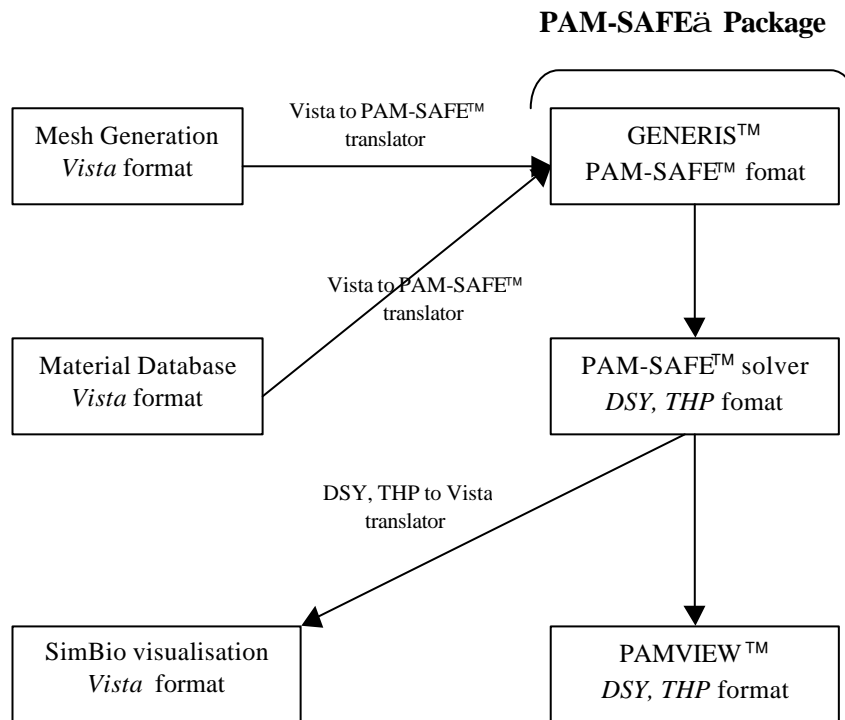 PAM-SAFEä Package
Vista to PAM-SAFE™
translator
Mesh Generation
Vista format
GENERIS™
PAM-SAFE™ fomat
Vista to PAM-SAFE™
translator
Material Database
Vista format
PAM-SAFE™ solver
DSY, THP fomat
DSY, THP to Vista
translator
SimBio visualisation
Vista format
PAMVIEW™
DSY, THP format